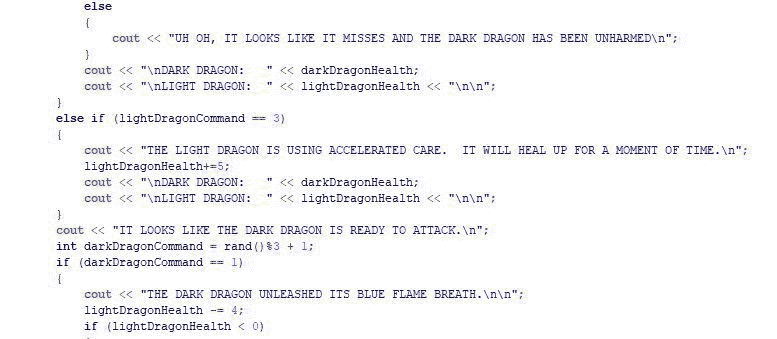 else
{
cout << "UH OH, IT LOOKS LIKE IT MISSES AND THE DARK DRAGON HAS BEEN UNHARMED\n";
}
cout << "\nDARK DRAGON:   " << darkDragonHealth;
cout << "\nLIGHT DRAGON:  " << lightDragonHealth << "\n\n";
}
else if (lightDragonCommand == 3)
{
cout << "THE LIGHT DRAGON IS USING ACCELERATED CARE.  IT WILL HEAL UP FOR A MOMENT OF TIME.\n";
lightDragonHealth+=5;
cout << "\nDARK DRAGON:   " << darkDragonHealth;
cout << "\nLIGHT DRAGON:  " << lightDragonHealth << "\n\n";
}
cout << "IT LOOKS LIKE THE DARK DRAGON IS READY TO ATTACK.\n";
int darkDragonCommand = rand()%3 + 1;
if (darkDragonCommand == 1)
{
cout << "THE DARK DRAGON UNLEASHED ITS BLUE FLAME BREATH.\n\n";
lightDragonHealth -= 4;
if (lightDragonHealth < 0)